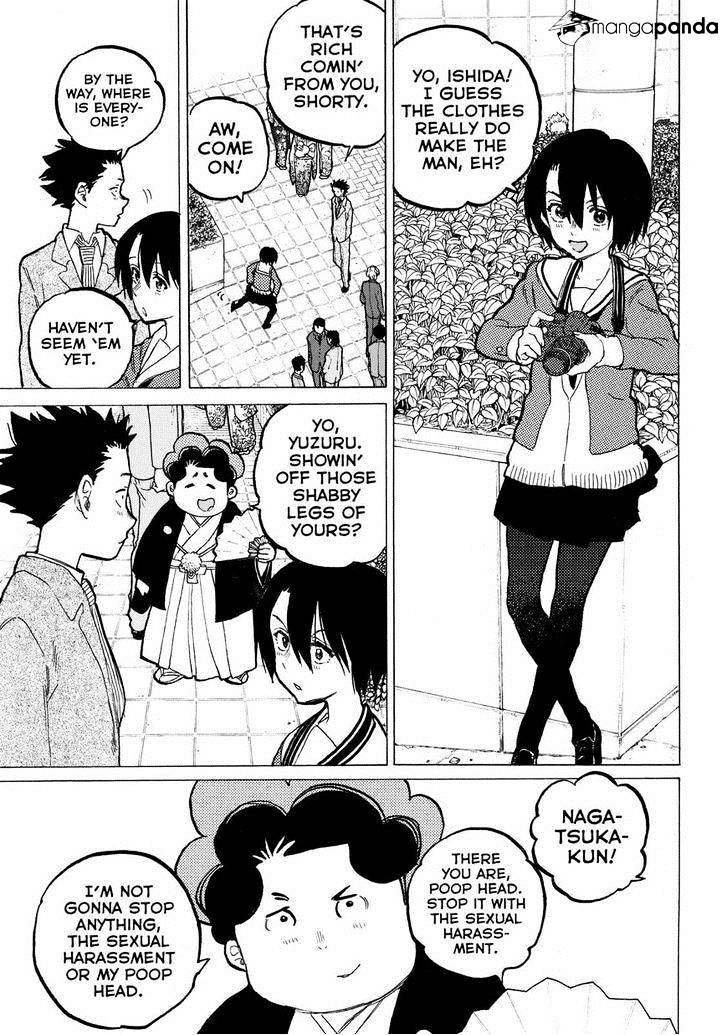 mangapanda
YO, ISHIDA!
I GUESS
THE CLOTHES
REALLY DO
MAKE THE
MAN, EH?
THAT'S
RICH
COMIN'
FROM YOU,
SHORTY.
AW,
COME
ON!
BY THE
WAY, WHERE
IS EVERY-
ONE?
HAVEN'T
SEEM 'EM
YET.
YO,
YUZURU.
SHOWIN'
OFF THOSE
SHABBY
LEGS OF
YOURS?
NAGA-
TSUKA-
KUN!
THERE
YOU ARE,
POOP HEAD.
STOP IT WITH
THE SEXUAL
HARASS-
MENT.
I'M NOT
GONNA STOP
ANYTHING,
THE SEXUAL
HARASSMENT
OR MY POOP
HEAD.